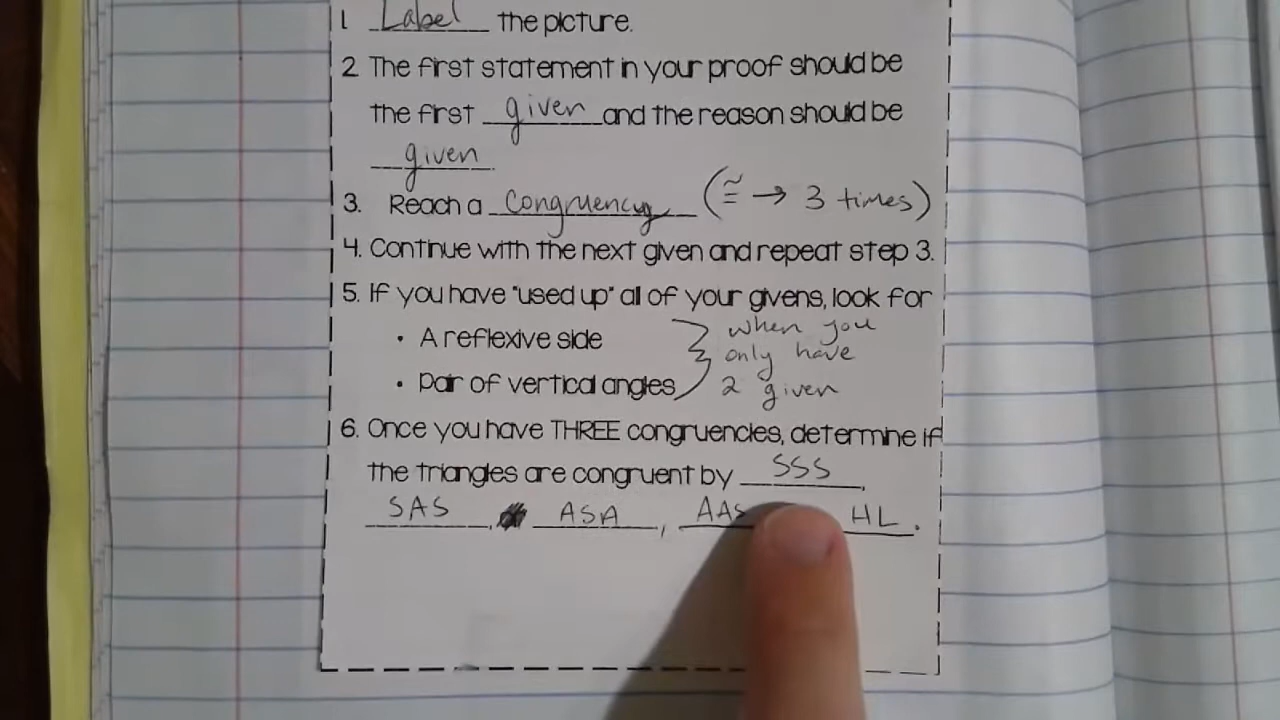 1. Label the picture.
2. The first statement in your proof should be
the first given and the reason should be
given
3. Reach a congruency (≅ → 3 times)
4. Continue with the next given and repeat step 3.
5. If you have "used up" all of your givens, look for
• A reflexive side when you
only have
• Pair of vertical angles 2 given
6. Once you have THREE congruencies, determine if
the triangles are congruent by SSS,
SAS, ASA, AAS HL.